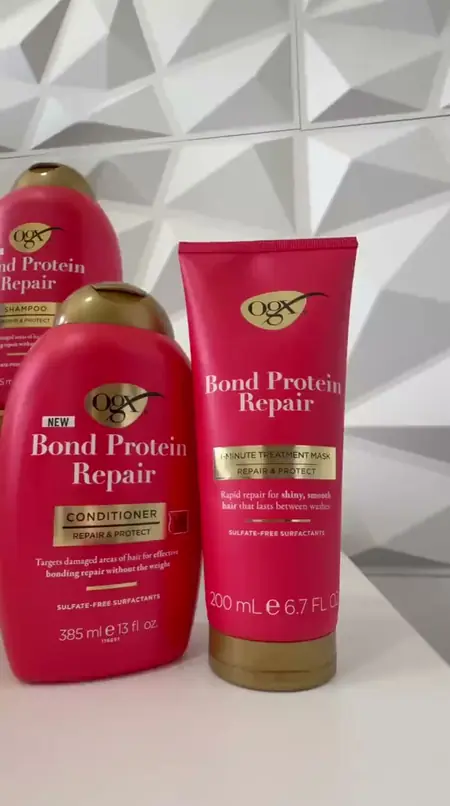 ogx
nd Protein
Repair
SHAMPOO
REPAIR & PROTECT
ogx
NEW
Bond Protein
Repair
CONDITIONER
REPAIR & PROTECT
Targets damaged areas of hair for effective
bonding repair without the weight
SULFATE-FREE SURFACTANTS
385 ml e 13 fl oz.
ogx
Bond Protein
Repair
-MINUTE TREATMENT MASK
REPAIR & PROTECT
Rapid repair for shiny, smooth
hair that lasts between washes
SULFATE-FREE SURFACTANTS
200 mL e 6.7 FL OZ